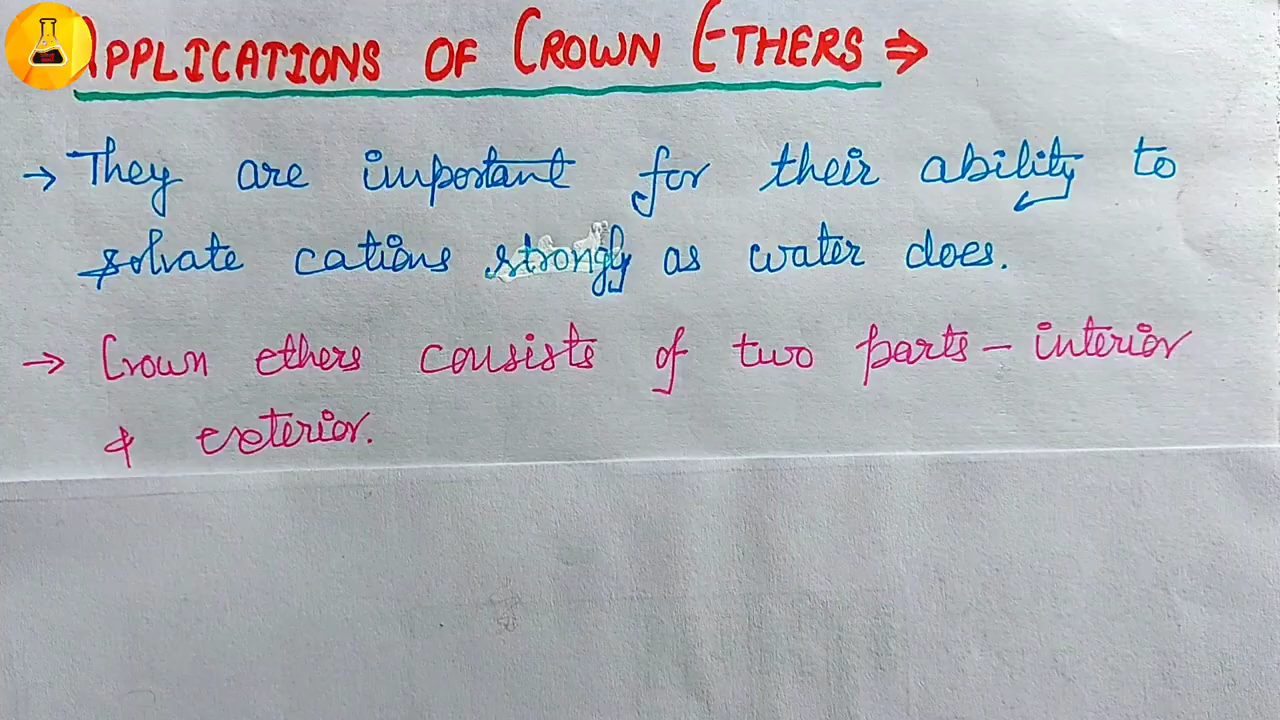 APPLICATIONS OF CROWN ETHERS ⇒
→ They are important for their ability to
solvate cations strongly as water does.
→ Crown ethers consists of two parts - interior
& exterior.